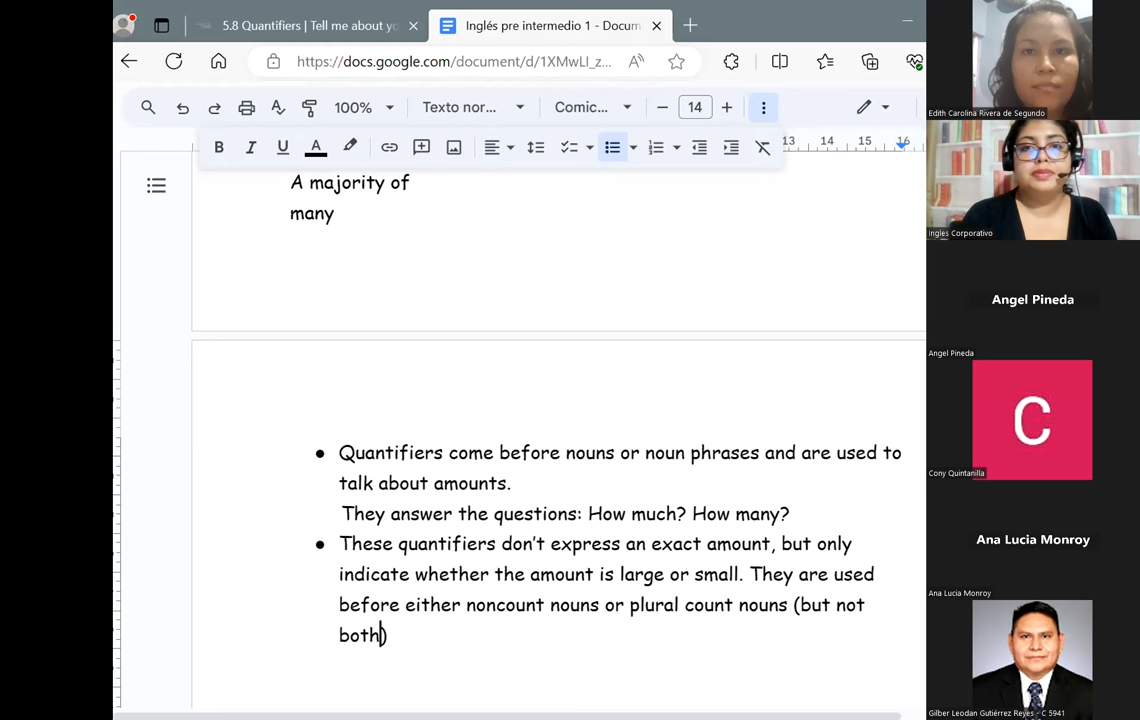 5.8 Quantifiers | Tell me about yo
Inglés pre intermedio 1 - Docum
https://docs.google.com/document/d/1XMwLI_z...
100%
Texto nor...
Comic...
14
B I U A
13 14 15 16
A majority of
many
● Quantifiers come before nouns or noun phrases and are used to
talk about amounts.
They answer the questions: How much? How many?
● These quantifiers don't express an exact amount, but only
indicate whether the amount is large or small. They are used
before either noncount nouns or plural count nouns (but not
both)
Edith Carolina Rivera de Segundo
Ingles Corporativo
Angel Pineda
Angel Pineda
C
Cony Quintanilla
Ana Lucia Monroy
Ana Lucia Monroy
Gilber Leodan Gutiérrez Reyes - C 5941